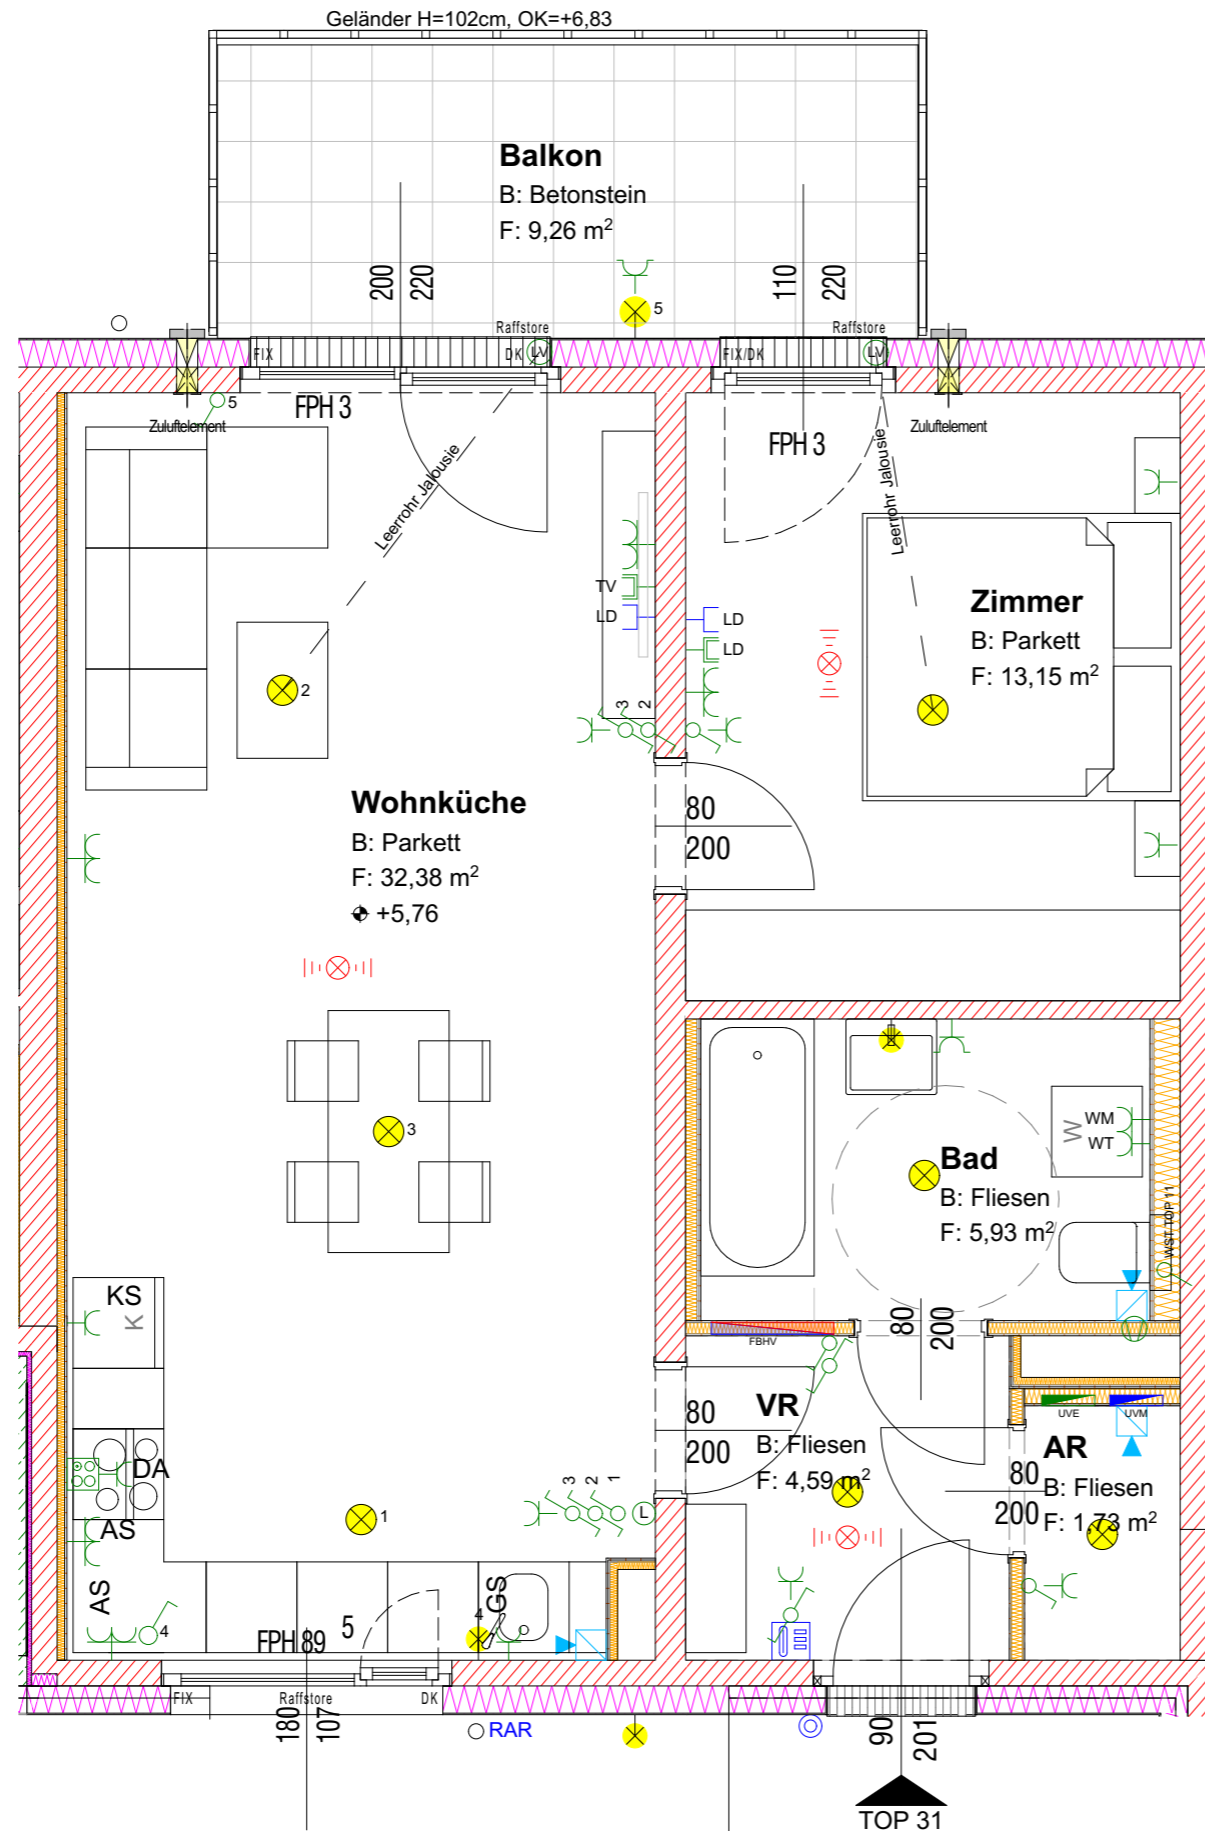 Geländer H=102cm, OK=+6,83
Balkon
B: Betonstein
F: 9,26 m²
200
220
110
220
5
Raffstore
Raffstore
FIX
DK
LV
FIX/DK
LV
5
Zuluftelement
FPH 3
FPH 3
Zuluftelement
Leerrohr Jalousie
Leerrohr Jalousie
TV
LD
LD
LD
Zimmer
B: Parkett
F: 13,15 m²
2
3
2
Wohnküche
B: Parkett
F: 32,38 m²
+5,76
80
200
3
WM
WT
W
Bad
B: Fliesen
F: 5,93 m²
WST TOP 11
KS
K
80
200
FBHV
VR
B: Fliesen
F: 4,59 m²
80
200
UVE
UVM
AR
B: Fliesen
F: 1,73 m²
80
200
DA
AS
AS
1
3
2
1
L
4
FPH 89
5
4
GS
FIX
Raffstore
DK
180
107
RAR
90
201
TOP 31